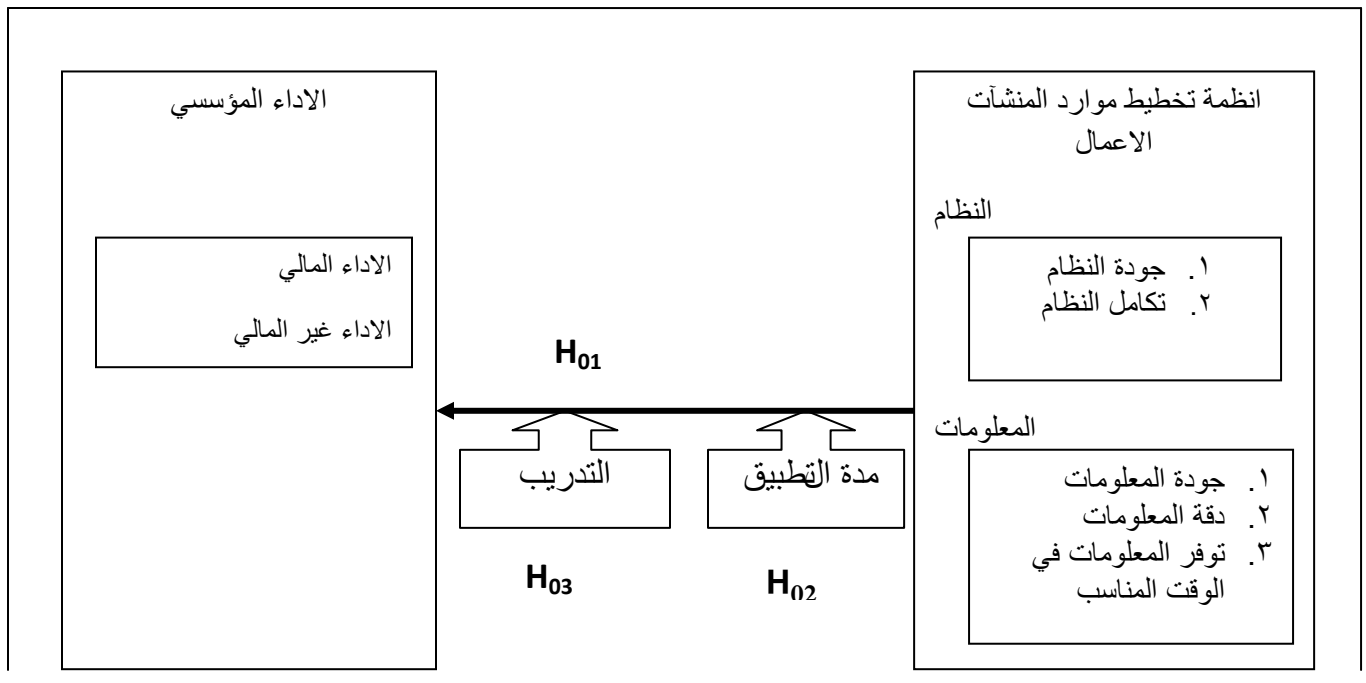 انظمة تخطيط موارد المنشآت
الاعمال
النظام
١. جودة النظام
٢. تكامل النظام
المعلومات
١. جودة المعلومات
٢. دقة المعلومات
٣. توفر المعلومات في
الوقت المناسب
H01
مدة التطبيق
H02
التدريب
H03
الاداء المؤسسي
الاداء المالي
الاداء غير المالي